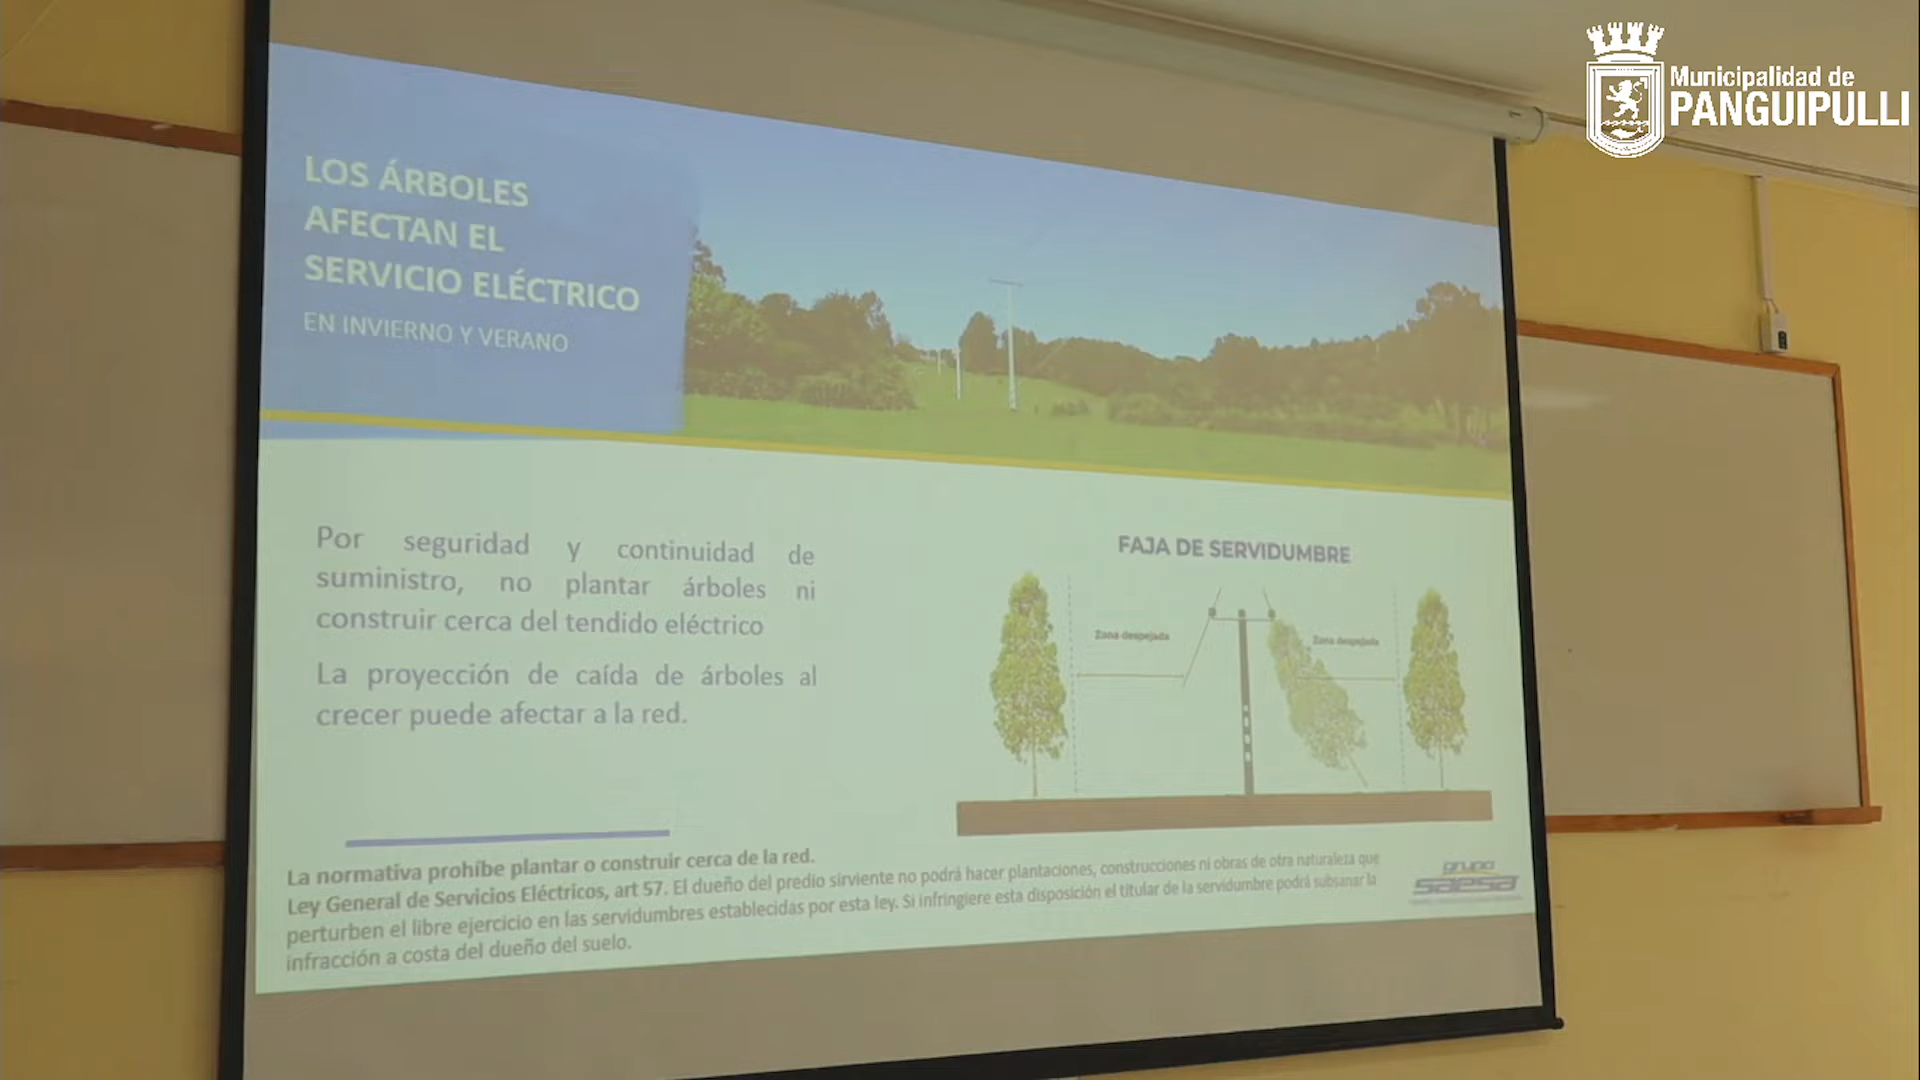 Municipalidad de
PANGUIPULLI
LOS ÁRBOLES
AFECTAN EL
SERVICIO ELÉCTRICO
EN INVIERNO Y VERANO
Por seguridad y continuidad de
suministro, no plantar árboles ni
construir cerca del tendido eléctrico
La proyección de caída de árboles al
crecer puede afectar a la red.
FAJA DE SERVIDUMBRE
Zona despejada
Zona despejada
La normativa prohíbe plantar o construir cerca de la red.
Ley General de Servicios Eléctricos, art 57. El dueño del predio sirviente no podrá hacer plantaciones, construcciones ni obras de otra naturaleza que
perturben el libre ejercicio en las servidumbres establecidas por esta ley. Si infringiere esta disposición el titular de la servidumbre podrá subsanar la
infracción a costa del dueño del suelo.
grupo
saesa